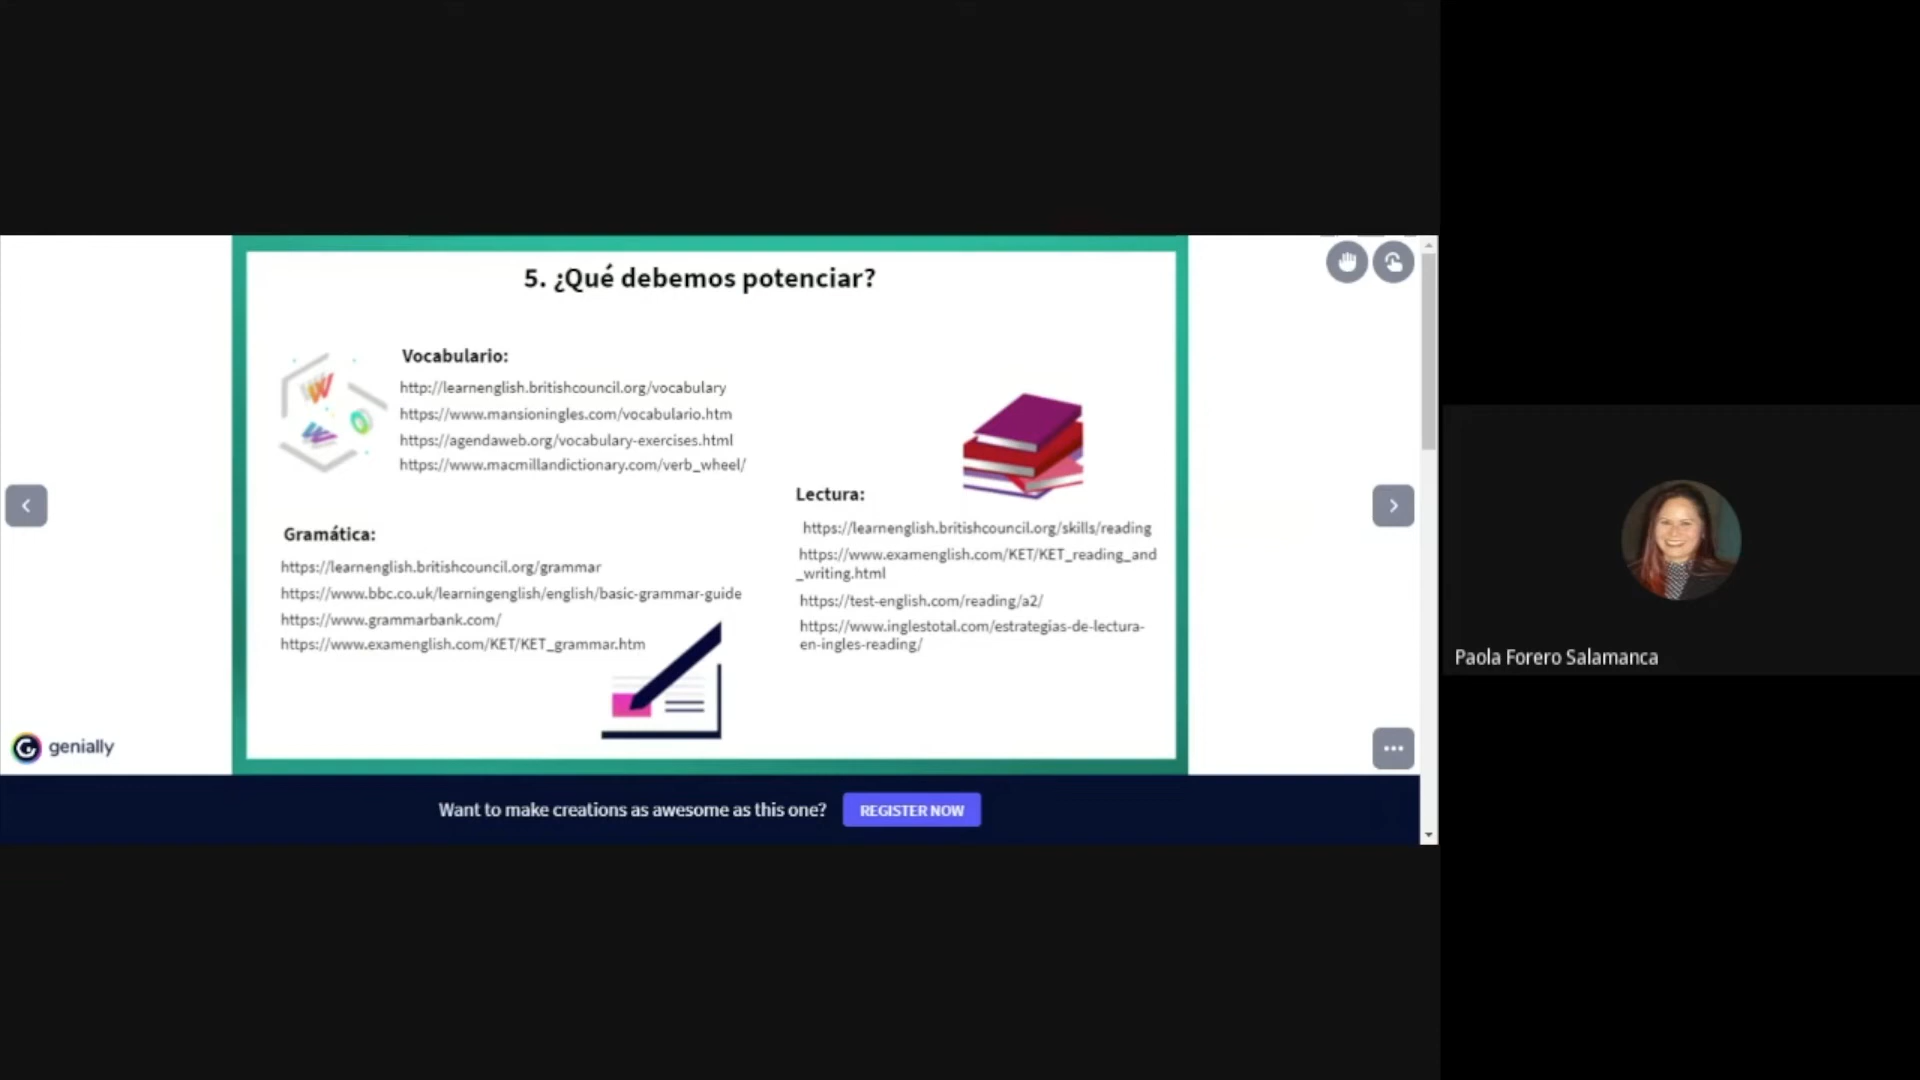 5. ¿Qué debemos potenciar?
Vocabulario:
http://learnenglish.britishcouncil.org/vocabulary
https://www.mansioningles.com/vocabulario.htm
https://agendaweb.org/vocabulary-exercises.html
https://www.macmillandictionary.com/verb_wheel/
Gramática:
https://learnenglish.britishcouncil.org/grammar
https://www.bbc.co.uk/learningenglish/english/basic-grammar-guide
https://www.grammarbank.com/
https://www.examenglish.com/KET/KET_grammar.htm
Lectura:
https://learnenglish.britishcouncil.org/skills/reading
https://www.examenglish.com/KET/KET_reading_and
_writing.html
https://test-english.com/reading/a2/
https://www.inglestotal.com/estrategias-de-lectura-
en-ingles-reading/
genially
Want to make creations as awesome as this one?
REGISTER NOW
Paola Forero Salamanca